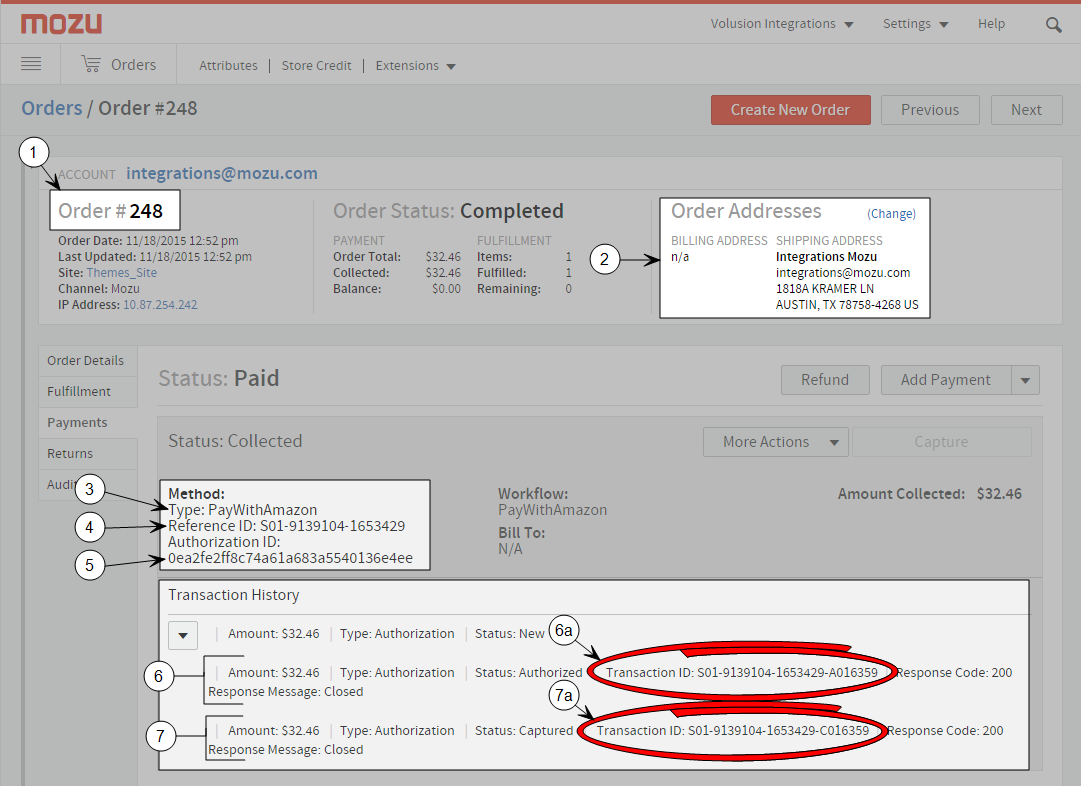 mozu
Volusion Integrations Settings Help
Orders Attributes | Store Credit | Extensions
Orders / Order #248
Create New Order Previous Next
1
ACCOUNT integrations@mozu.com
Order # 248
Order Date: 11/18/2015 12:52 pm
Last Updated: 11/18/2015 12:52 pm
Site: Themes_Site
Channel: Mozu
IP Address: 10.87.254.242
Order Status: Completed
PAYMENT
Order Total: $32.46
Collected: $32.46
Balance: $0.00
FULFILLMENT
Items: 1
Fulfilled: 1
Remaining: 0
2
Order Addresses (Change)
BILLING ADDRESS
n/a
SHIPPING ADDRESS
Integrations Mozu
integrations@mozu.com
1818A KRAMER LN
AUSTIN, TX 78758-4268 US
Order Details
Fulfillment
Payments
Returns
Audi
Status: Paid
Refund Add Payment
Status: Collected
More Actions Capture
3
4
5
Method:
Type: PayWithAmazon
Reference ID: S01-9139104-1653429
Authorization ID:
0ea2fe2ff8c74a61a683a5540136e4ee
Workflow:
PayWithAmazon
Bill To:
N/A
Amount Collected: $32.46
Transaction History
Amount: $32.46 | Type: Authorization | Status: New
6a
6
Amount: $32.46 | Type: Authorization | Status: Authorized Transaction ID: S01-9139104-1653429-A016359 Response Code: 200
Response Message: Closed
7a
7
Amount: $32.46 | Type: Authorization | Status: Captured Transaction ID: S01-9139104-1653429-C016359 Response Code: 200
Response Message: Closed